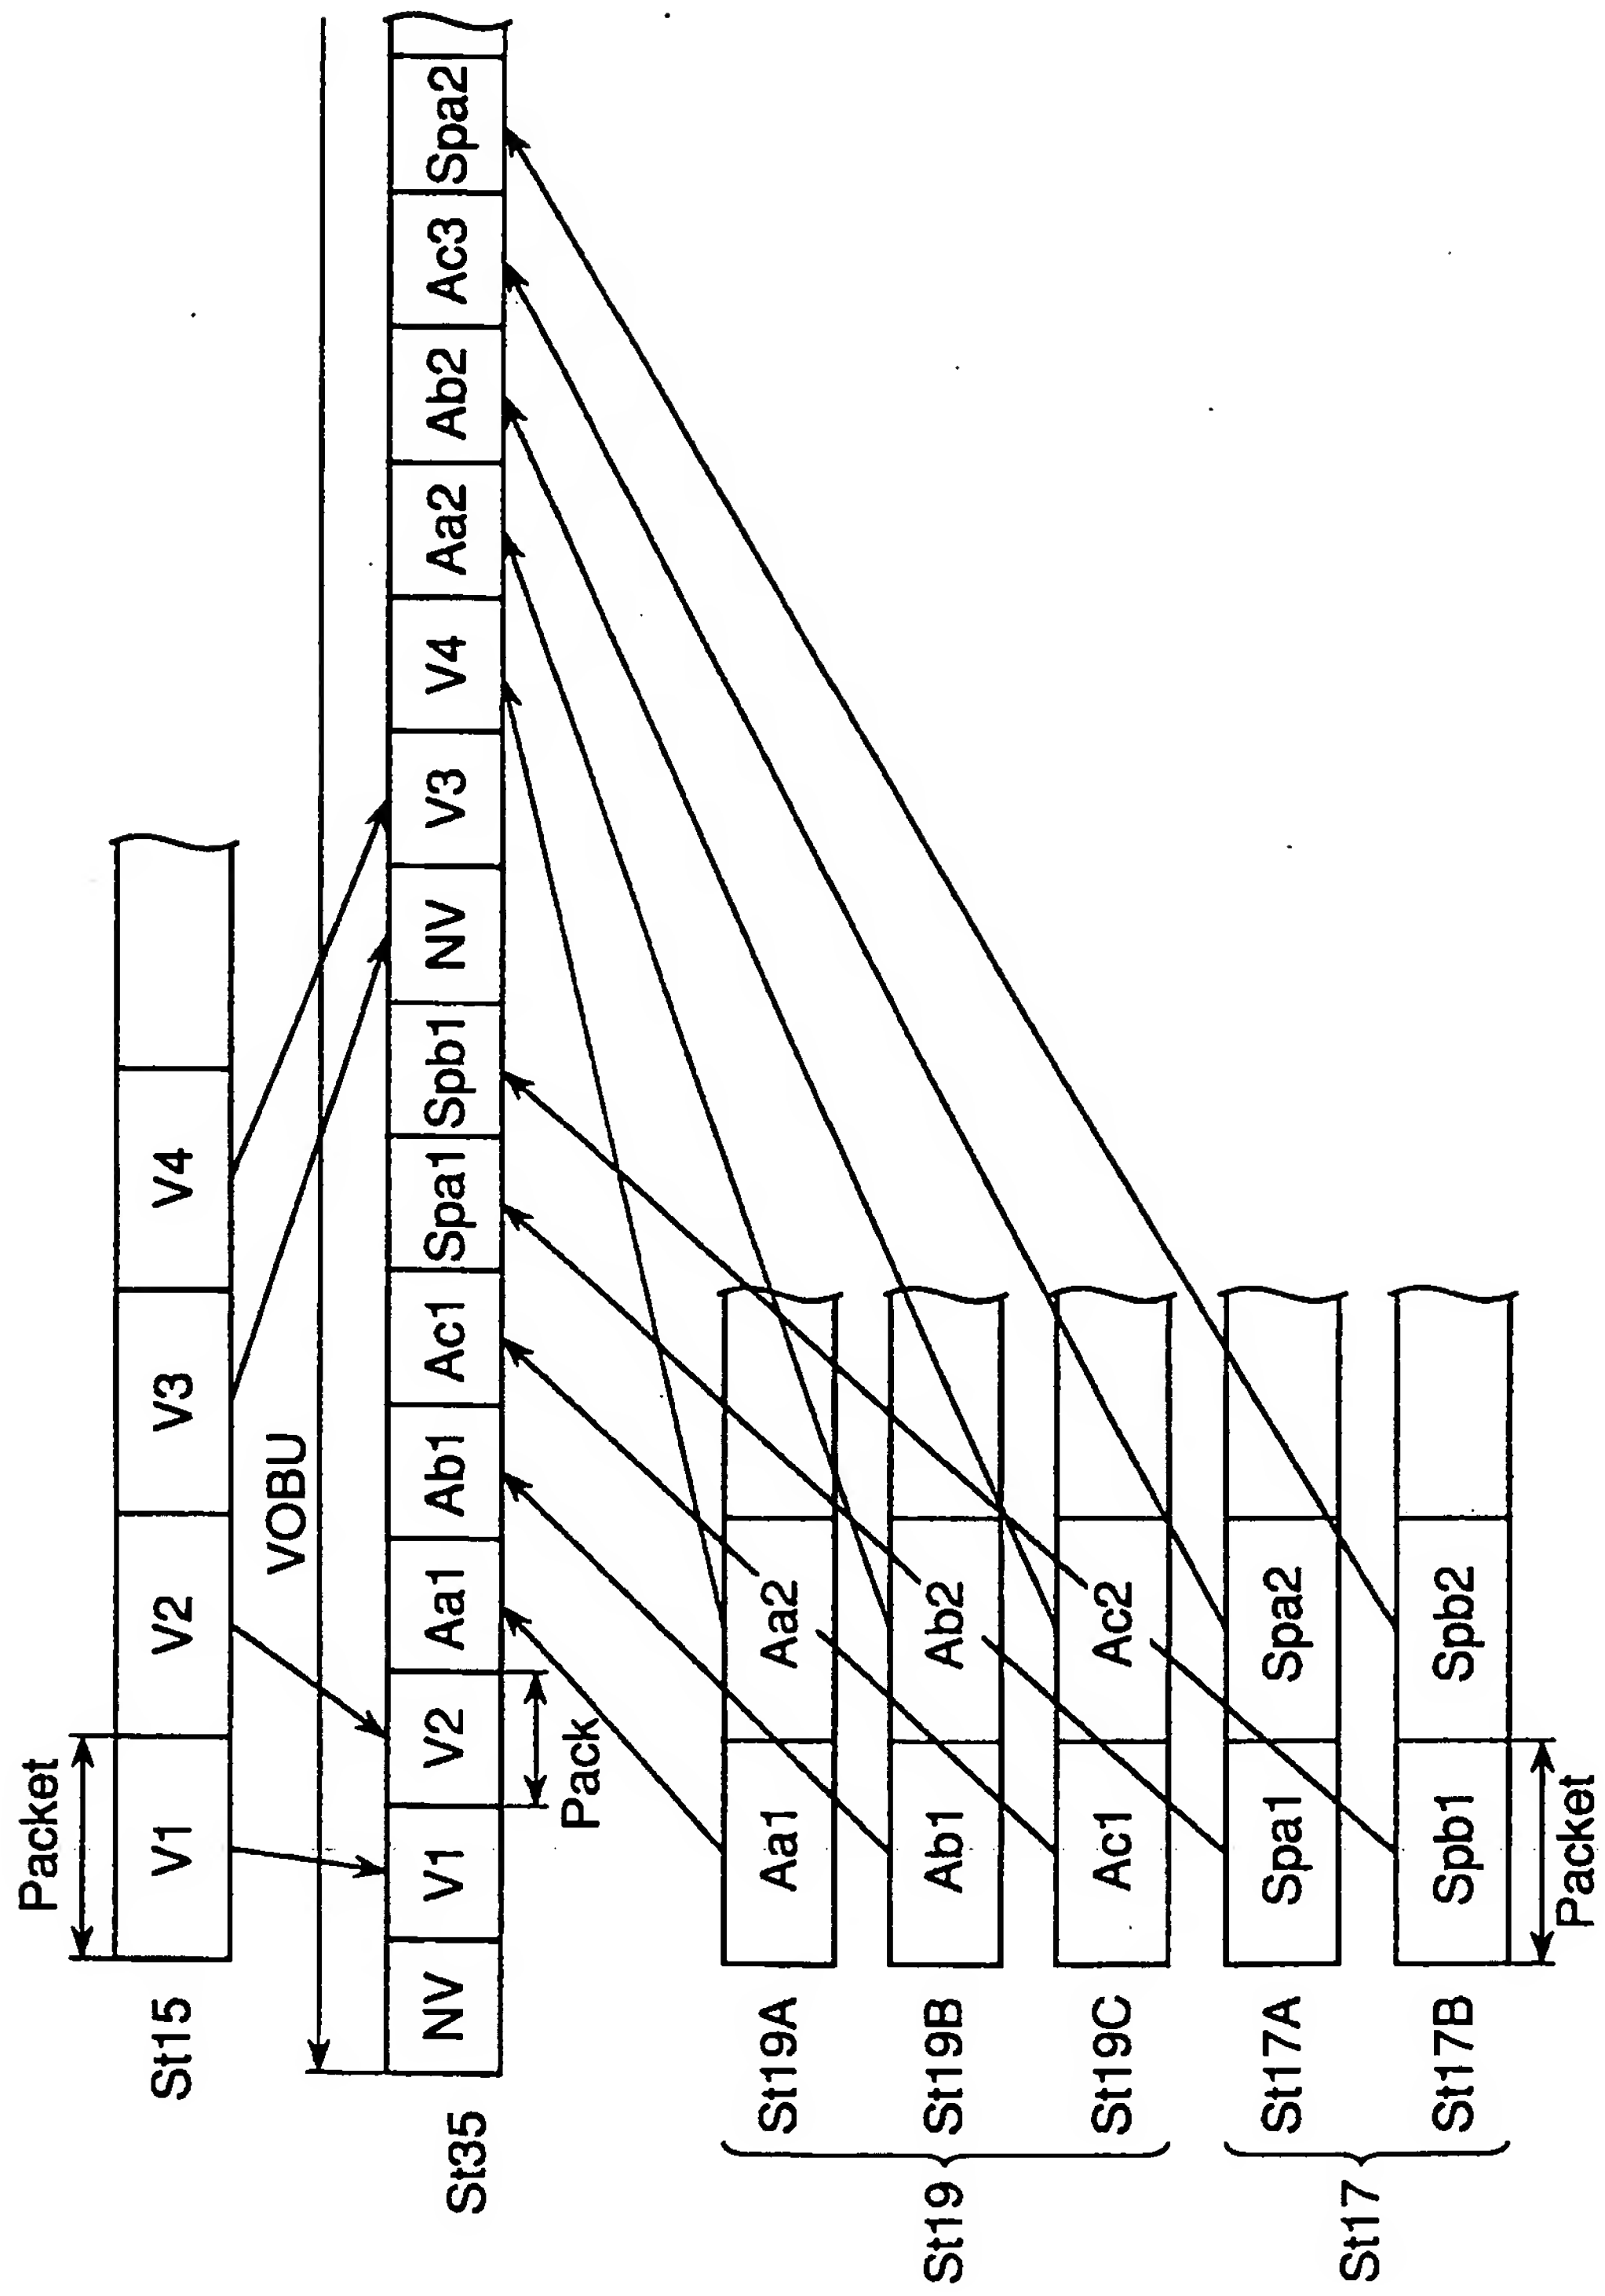 Packet
St15 V1 V2 V3 V4
VOBU
St35 NV V1 V2 Aa1 Ab1 Ac1 Spa1 Spb1 NV V3 V4 Aa2 Ab2 Ac3 Spa2
Pack
St19
St19A Aa1 Aa2
St19B Ab1 Ab2
St19C Ac1 Ac2
St17
St17A Spa1 Spa2
St17B Spb1 Spb2
Packet